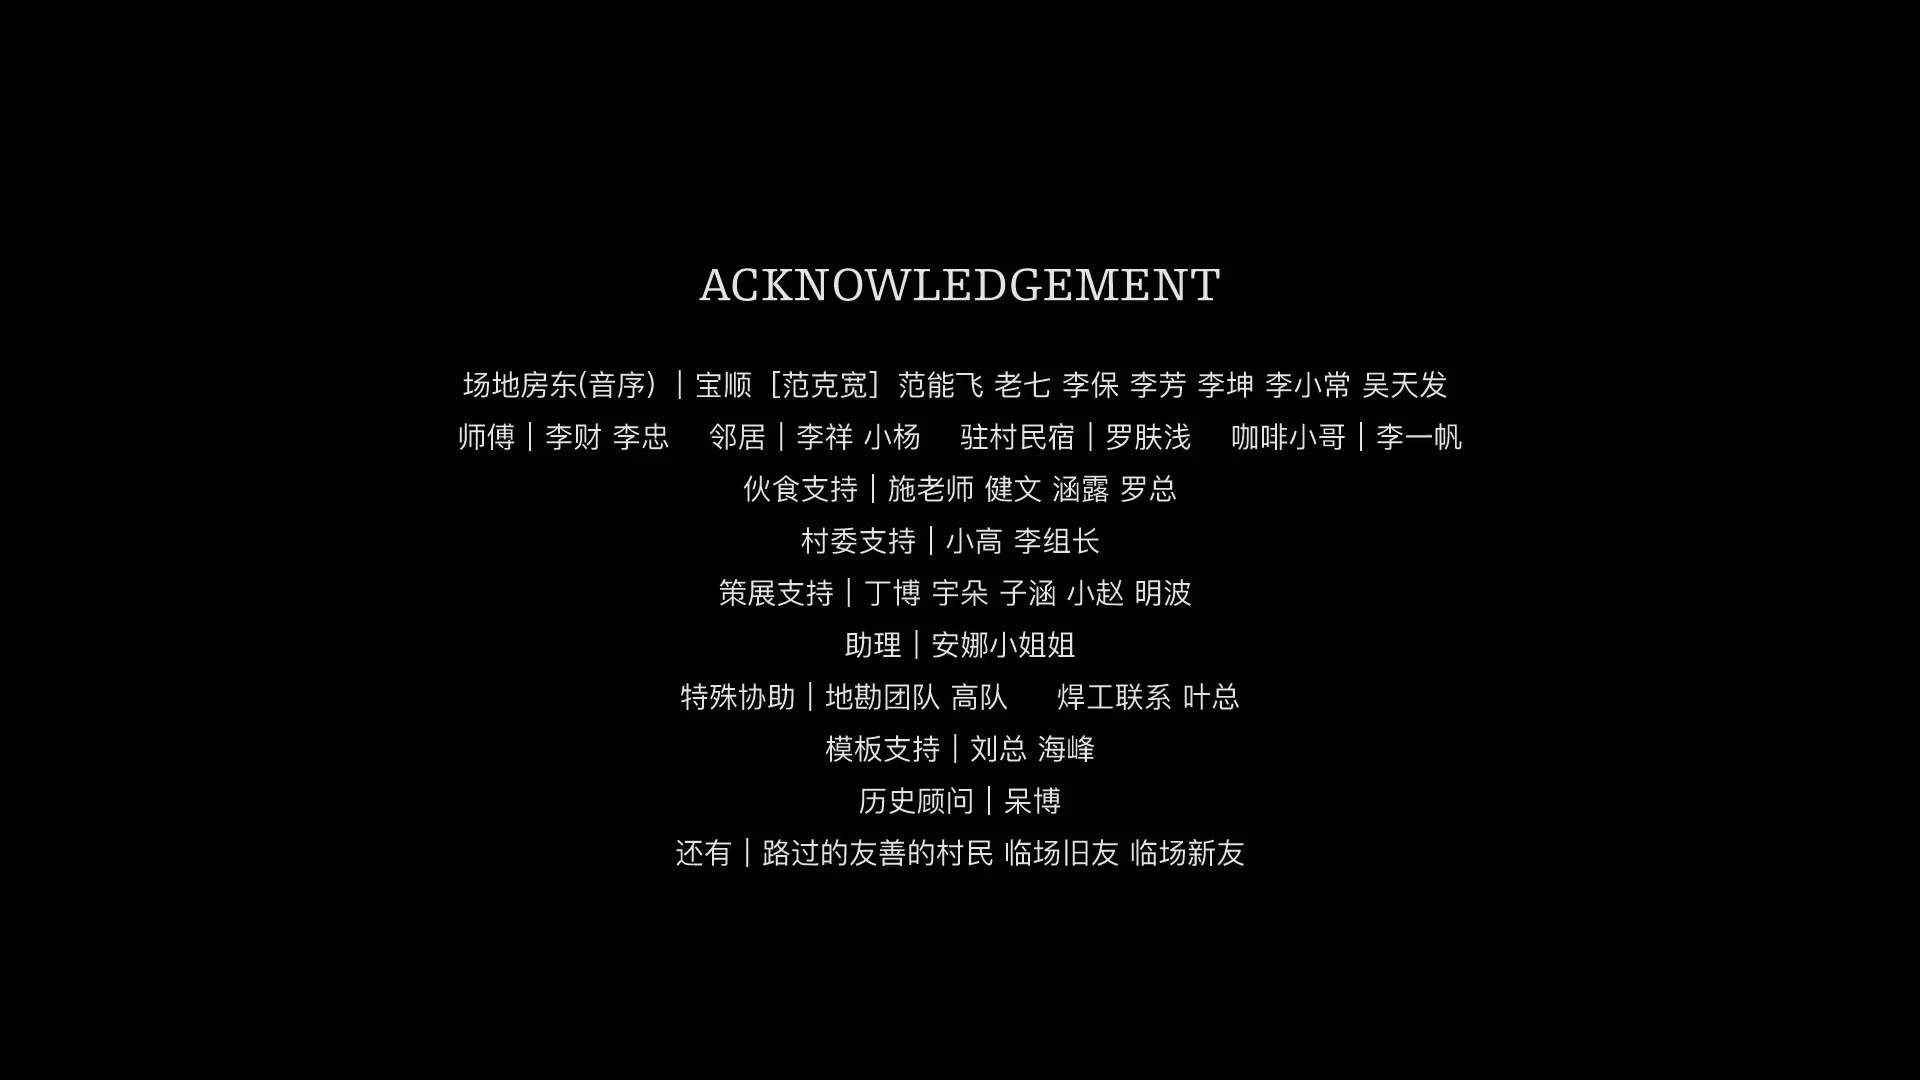 ACKNOWLEDGEMENT
场地房东(音序)｜宝顺［范克宽］范能飞 老七 李保 李芳 李坤 李小常 吴天发
师傅｜李财 李忠 邻居｜李祥 小杨 驻村民宿｜罗肤浅 咖啡小哥｜李一帆
伙食支持｜施老师 健文 涵露 罗总
村委支持｜小高 李组长
策展支持｜丁博 宇朵 子涵 小赵 明波
助理｜安娜小姐姐
特殊协助｜地勘团队 高队 焊工联系 叶总
模板支持｜刘总 海峰
历史顾问｜呆博
还有｜路过的友善的村民 临场旧友 临场新友